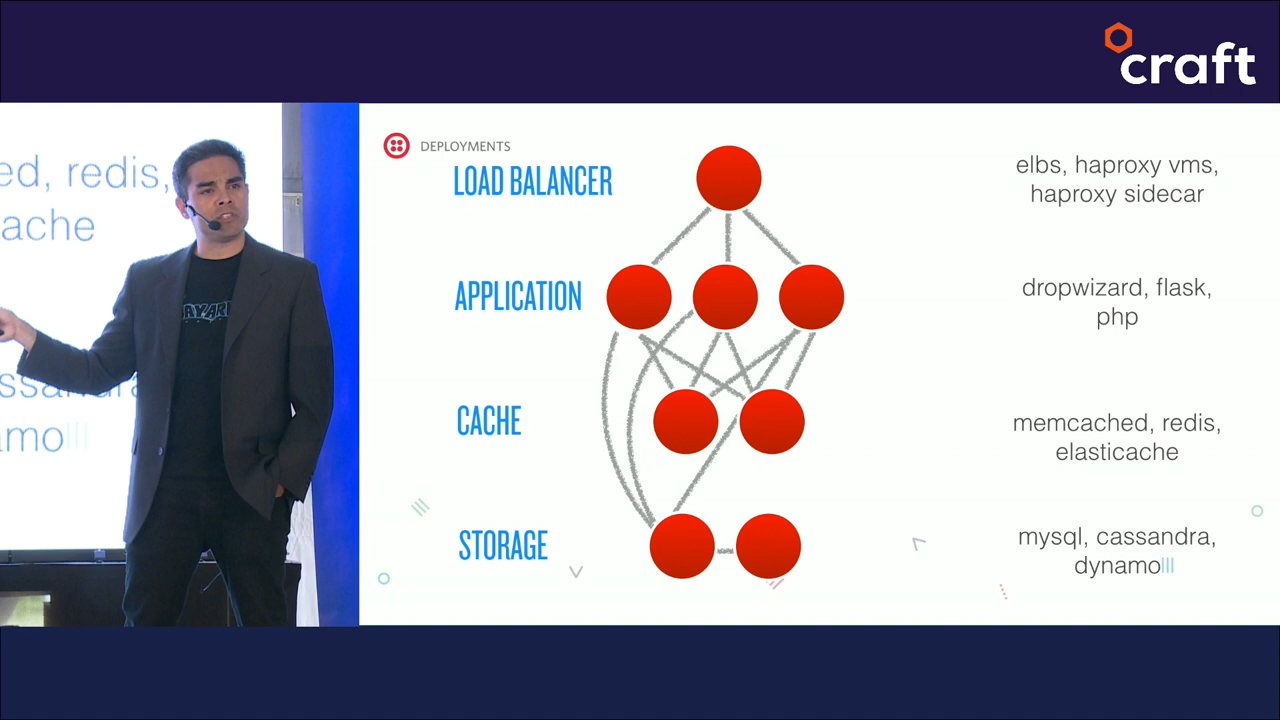 craft
ed, redis,
ache
amo
DEPLOYMENTS
LOAD BALANCER
elbs, haproxy vms,
haproxy sidecar
APPLICATION
dropwizard, flask,
php
CACHE
memcached, redis,
elasticache
STORAGE
mysql, cassandra,
dynamo